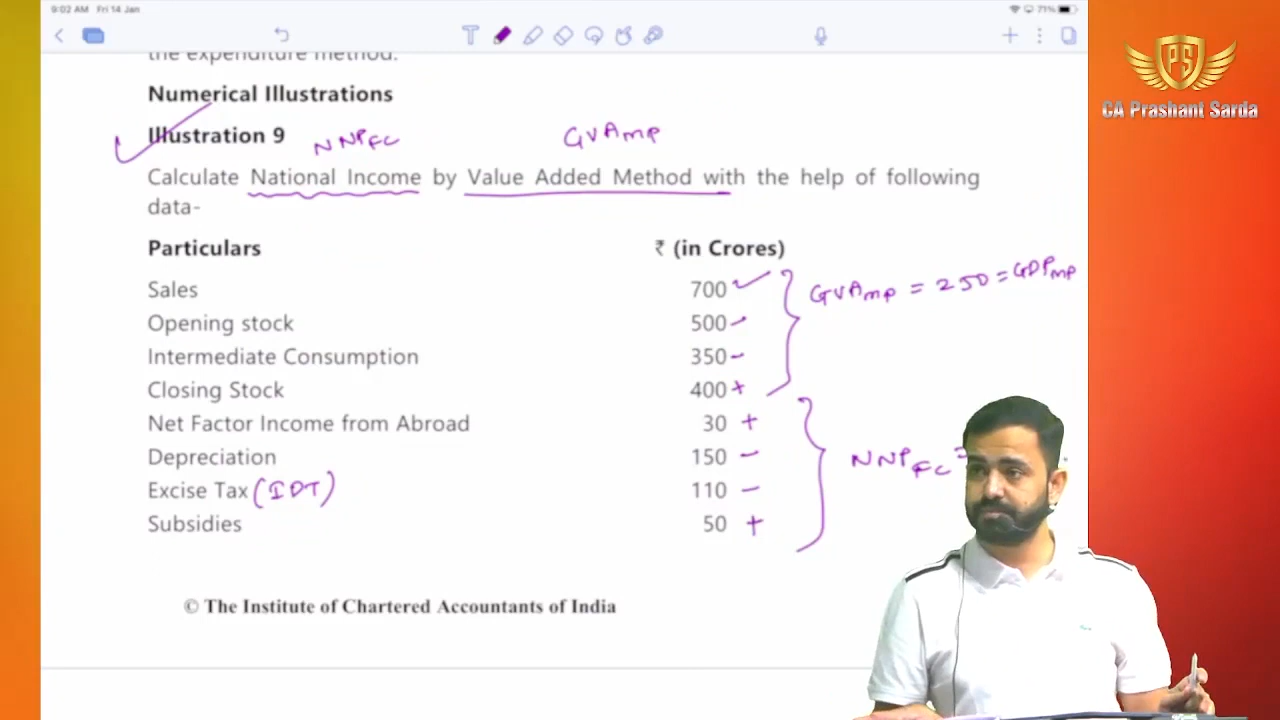 9:02 AM Fri 14 Jan
71%
the expenditure method.
PS
CA Prashant Sarda
Numerical Illustrations
Illustration 9
NNPFC
GVAMP
Calculate National Income by Value Added Method with the help of following
data-
Particulars ₹ (in Crores)
Sales 700
GVAMP = 250 = GDPMP
Opening stock 500 -
Intermediate Consumption 350 -
Closing Stock 400 +
Net Factor Income from Abroad 30 +
Depreciation 150 -
NNPFC =
Excise Tax (IDT) 110 -
Subsidies 50 +
© The Institute of Chartered Accountants of India